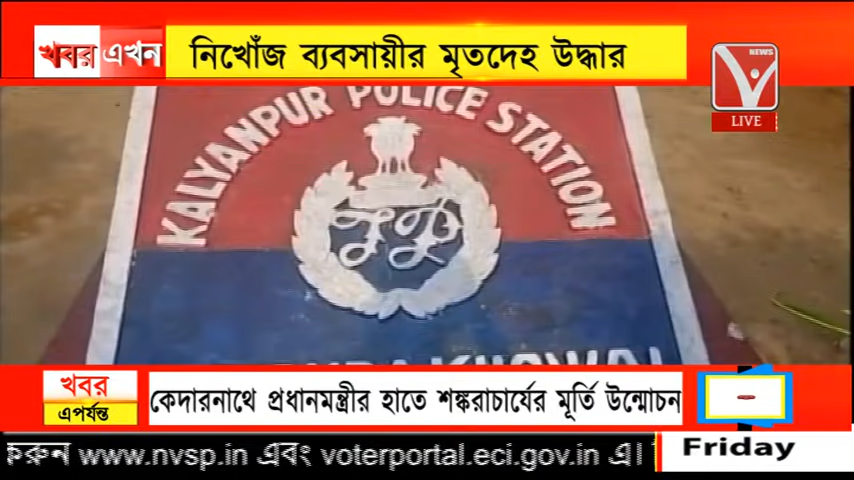 খবর এখন
নিখোঁজ ব্যবসায়ীর মৃতদেহ উদ্ধার
NEWS
V
LIVE
KALYANPUR POLICE STATION
খবর
এপর্যন্ত
কেদারনাথে প্রধানমন্ত্রীর হাতে শঙ্করাচার্যের মূর্তি উন্মোচন
করুন www.nvsp.in এবং voterportal.eci.gov.in এ।
Friday